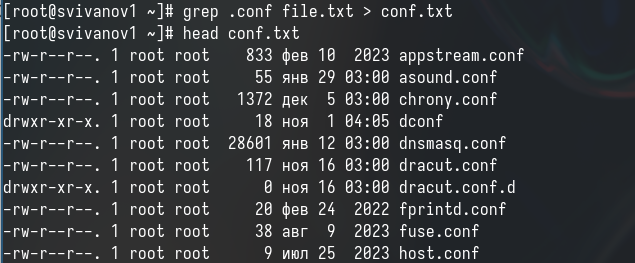 [root@svivanov1 ~]# grep .conf file.txt > conf.txt
[root@svivanov1 ~]# head conf.txt
-rw-r--r--. 1 root root    833 фев 10  2023 appstream.conf
-rw-r--r--. 1 root root     55 янв 29 03:00 asound.conf
-rw-r--r--. 1 root root   1372 дек  5 03:00 chrony.conf
drwxr-xr-x. 1 root root     18 ноя  1 04:05 dconf
-rw-r--r--. 1 root root  28601 янв 12 03:00 dnsmasq.conf
-rw-r--r--. 1 root root    117 ноя 16 03:00 dracut.conf
drwxr-xr-x. 1 root root      0 ноя 16 03:00 dracut.conf.d
-rw-r--r--. 1 root root     20 фев 24  2022 fprintd.conf
-rw-r--r--. 1 root root     38 авг  9  2023 fuse.conf
-rw-r--r--. 1 root root      9 июл 25  2023 host.conf